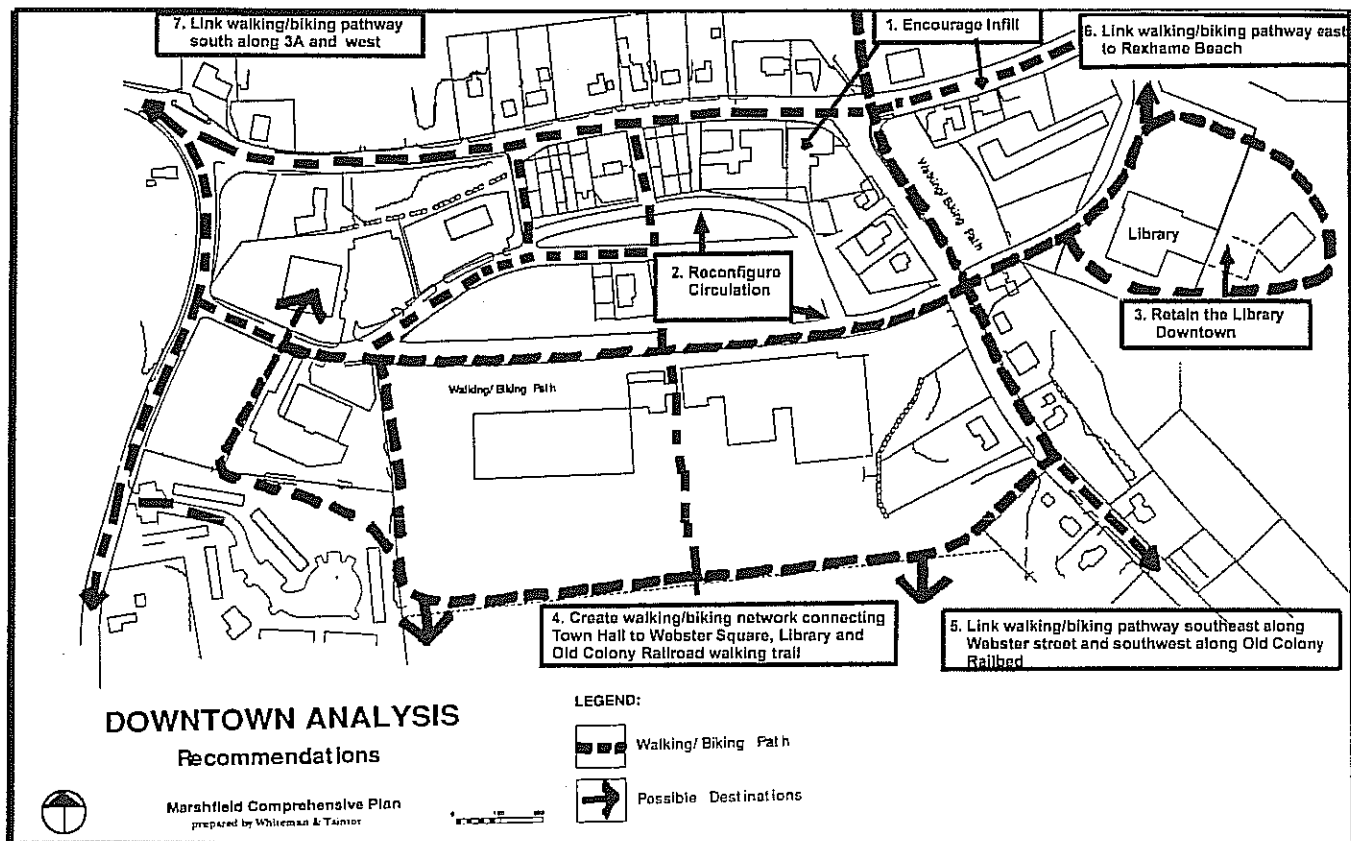 7. Link walking/biking pathway
south along 3A and west
1. Encourage Infill
6. Link walking/biking pathway east
to Rexhame Beach
Walking/Biking Path
Library
2. Reconfigure
Circulation
3. Retain the Library
Downtown
Walking/Biking Path
4. Create walking/biking network connecting
Town Hall to Webster Square, Library and
Old Colony Railroad walking trail
5. Link walking/biking pathway southeast along
Webster street and southwest along Old Colony
Railbed
DOWNTOWN ANALYSIS
Recommendations
Marshfield Comprehensive Plan
prepared by Whiteman & Taintor
LEGEND:
Walking/Biking Path
Possible Destinations